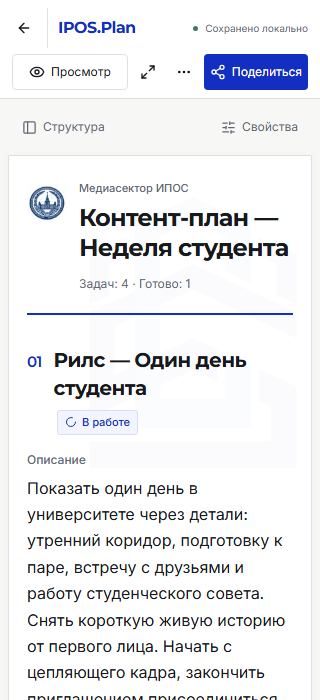 IPOS.Plan
Сохранено локально
Просмотр
Поделиться
Структура
Свойства
Медиасектор ИПОС
Контент-план —
Неделя студента
Задач: 4 · Готово: 1
01 Рилс — Один день
студента
В работе
Описание
Показать один день в
университете через детали:
утренний коридор, подготовку к
паре, встречу с друзьями и
работу студенческого совета.
Снять короткую живую историю
от первого лица. Начать с
цепляющего кадра, закончить
приглашением присоединиться